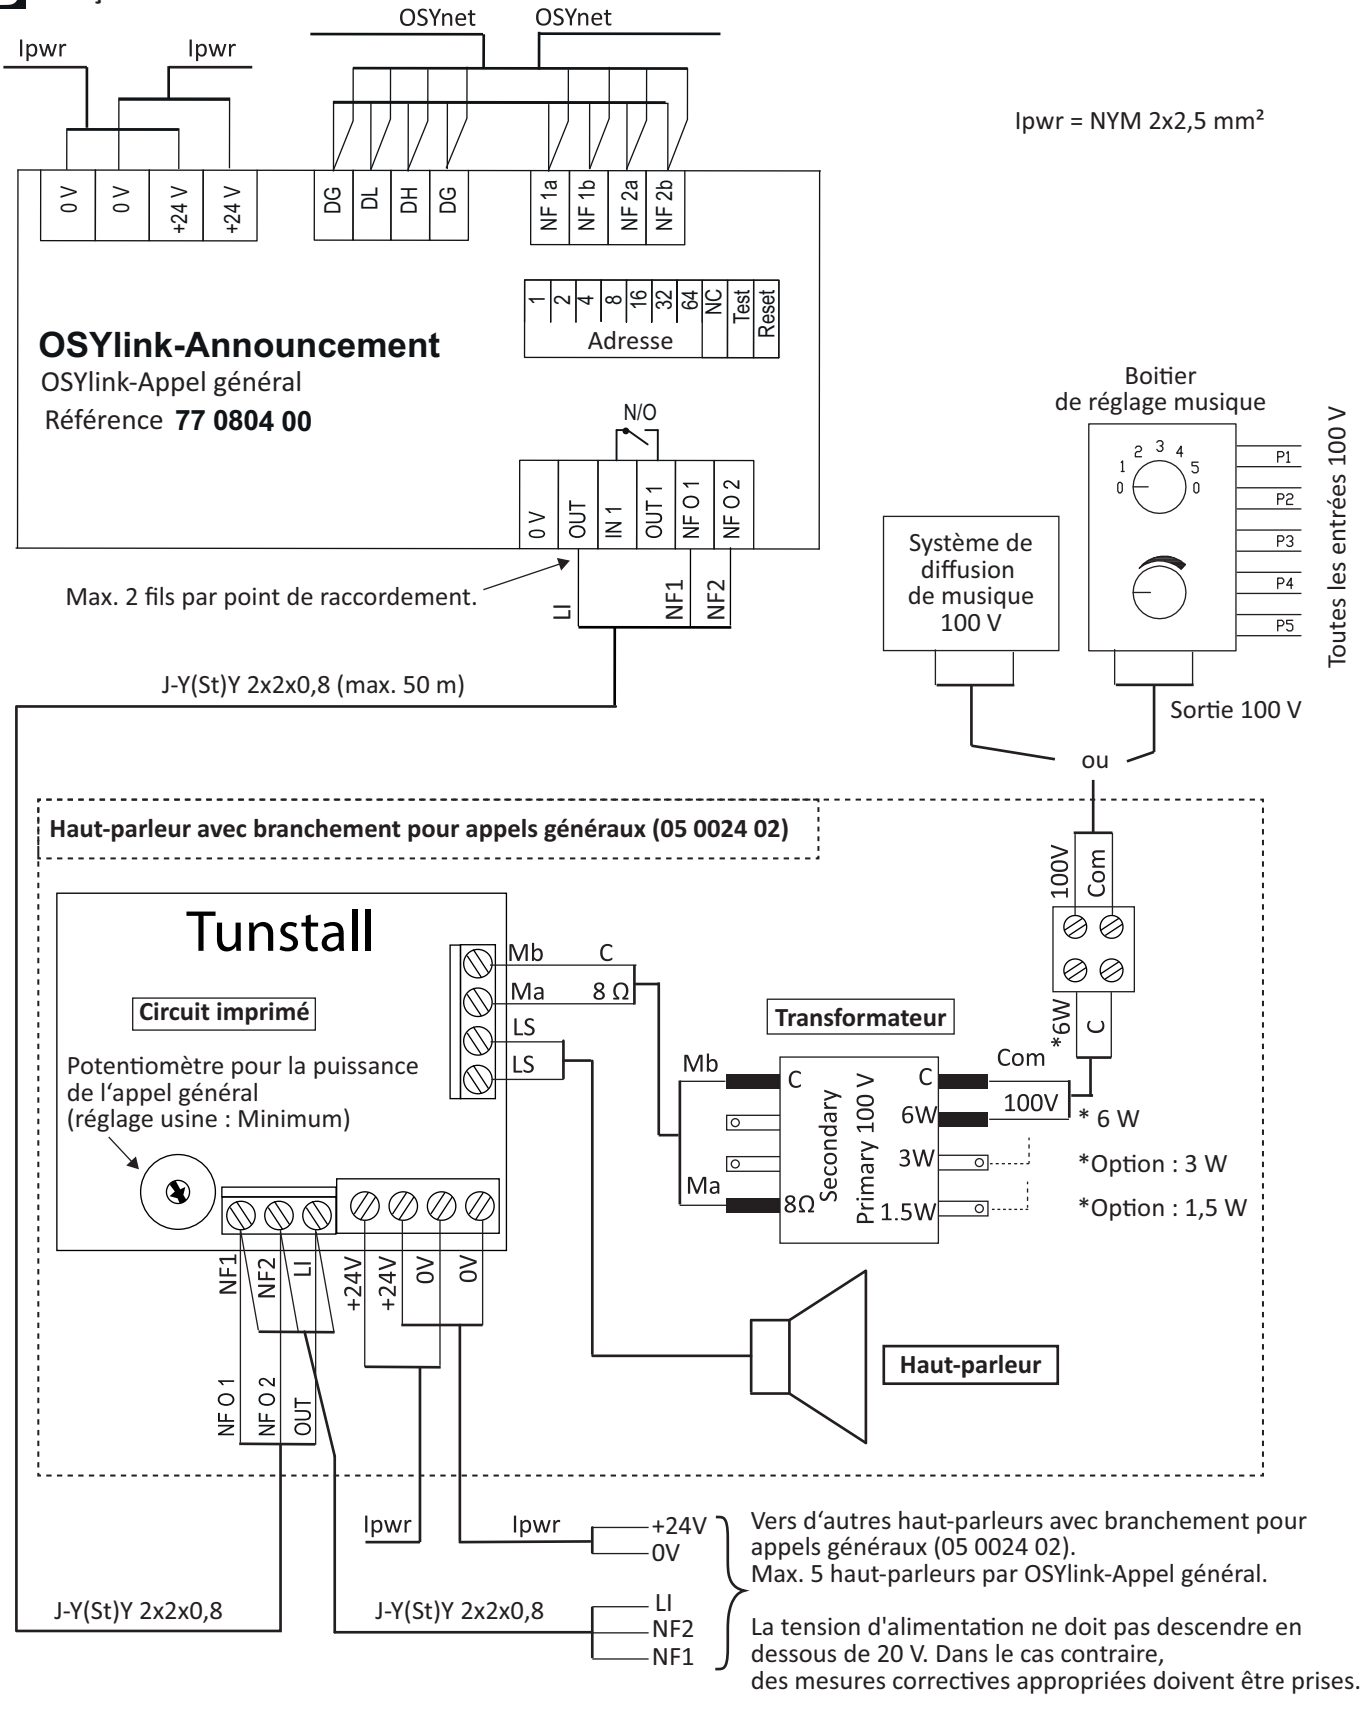 OSYnet
OSYnet
Ipwr
Ipwr
Ipwr = NYM 2x2,5 mm²
0 V
0 V
+24 V
+24 V
DG
DL
DH
DG
NF 1a
NF 1b
NF 2a
NF 2b
1
2
4
8
16
32
64
NC
Test
Reset
Adresse
OSYlink-Announcement
OSYlink-Appel général
Référence 77 0804 00
N/O
0 V
OUT
IN 1
OUT 1
NF O 1
NF O 2
Max. 2 fils par point de raccordement.
LI
NF1
NF2
J-Y(St)Y 2x2x0,8 (max. 50 m)
Boitier
de réglage musique
0
1
2
3
4
5
0
P1
P2
P3
P4
P5
Toutes les entrées 100 V
Système de
diffusion
de musique
100 V
Sortie 100 V
ou
Haut-parleur avec branchement pour appels généraux (05 0024 02)
100V
Com
*6W
C
Tunstall
Circuit imprimé
Potentiomètre pour la puissance
de l‘appel général
(réglage usine : Minimum)
Mb
C
Ma
8 Ω
LS
LS
Transformateur
Mb
Ma
C
8Ω
Secondary
Primary 100 V
C
6W
3W
1.5W
Com
100V
* 6 W
*Option : 3 W
*Option : 1,5 W
NF1
NF2
LI
+24V
+24V
0V
0V
NF O 1
NF O 2
OUT
Haut-parleur
Ipwr
Ipwr
+24V
0V
J-Y(St)Y 2x2x0,8
J-Y(St)Y 2x2x0,8
LI
NF2
NF1
Vers d‘autres haut-parleurs avec branchement pour
appels généraux (05 0024 02).
Max. 5 haut-parleurs par OSYlink-Appel général.
La tension d'alimentation ne doit pas descendre en
dessous de 20 V. Dans le cas contraire,
des mesures correctives appropriées doivent être prises.